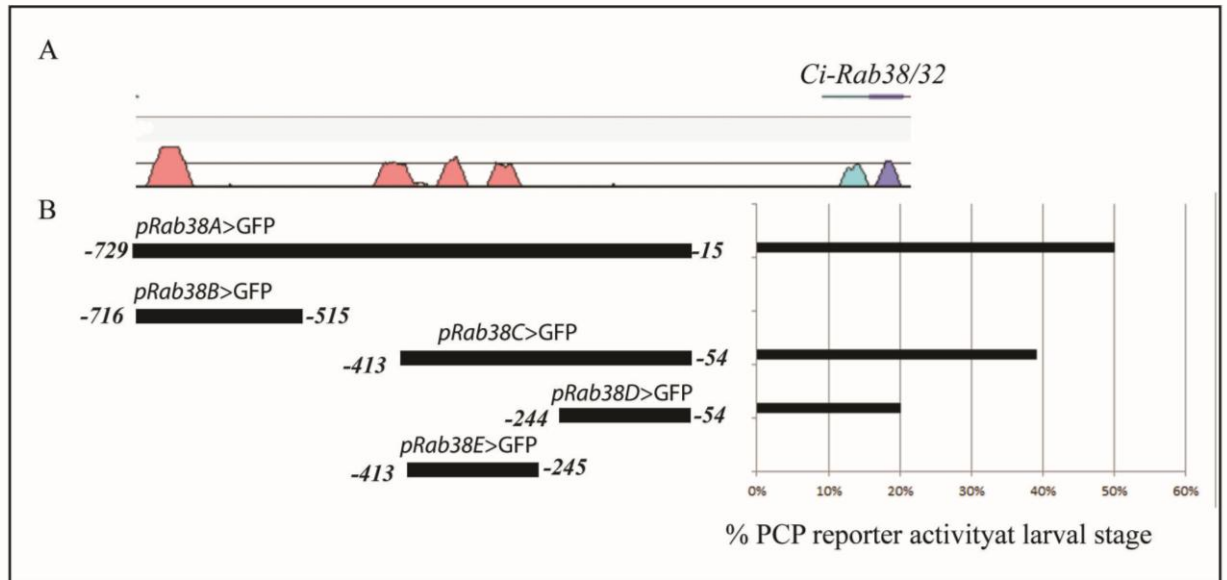 A
Ci-Rab38/32
B
pRab38A>GFP
-729 -15
pRab38B>GFP
-716 -515
pRab38C>GFP
-413 -54
pRab38D>GFP
-244 -54
pRab38E>GFP
-413 -245
0% 10% 20% 30% 40% 50% 60%
% PCP reporter activityat larval stage